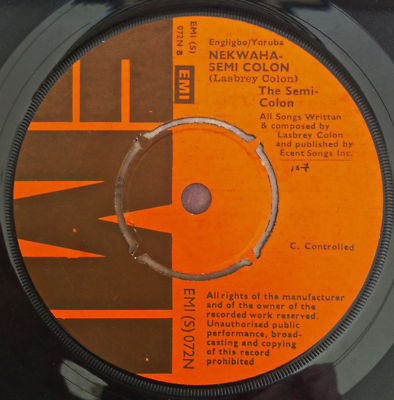 EMI (S)
072N B
EMI
Engligbo/Yoruba
NEKWAHA-
SEMI COLON
(Lasbrey Colon)
The Semi-
Colon
All Songs Writtan
& composed by
Lasbrey Colon
and published by
Ecent Songs Inc.
C. Controlled
EMI (S) 072N
All rights of the manufacturer
and of the owner of the
recorded work reserved.
Unauthorised public
performance, broad-
casting and copying
of this record
prohibited
EMI